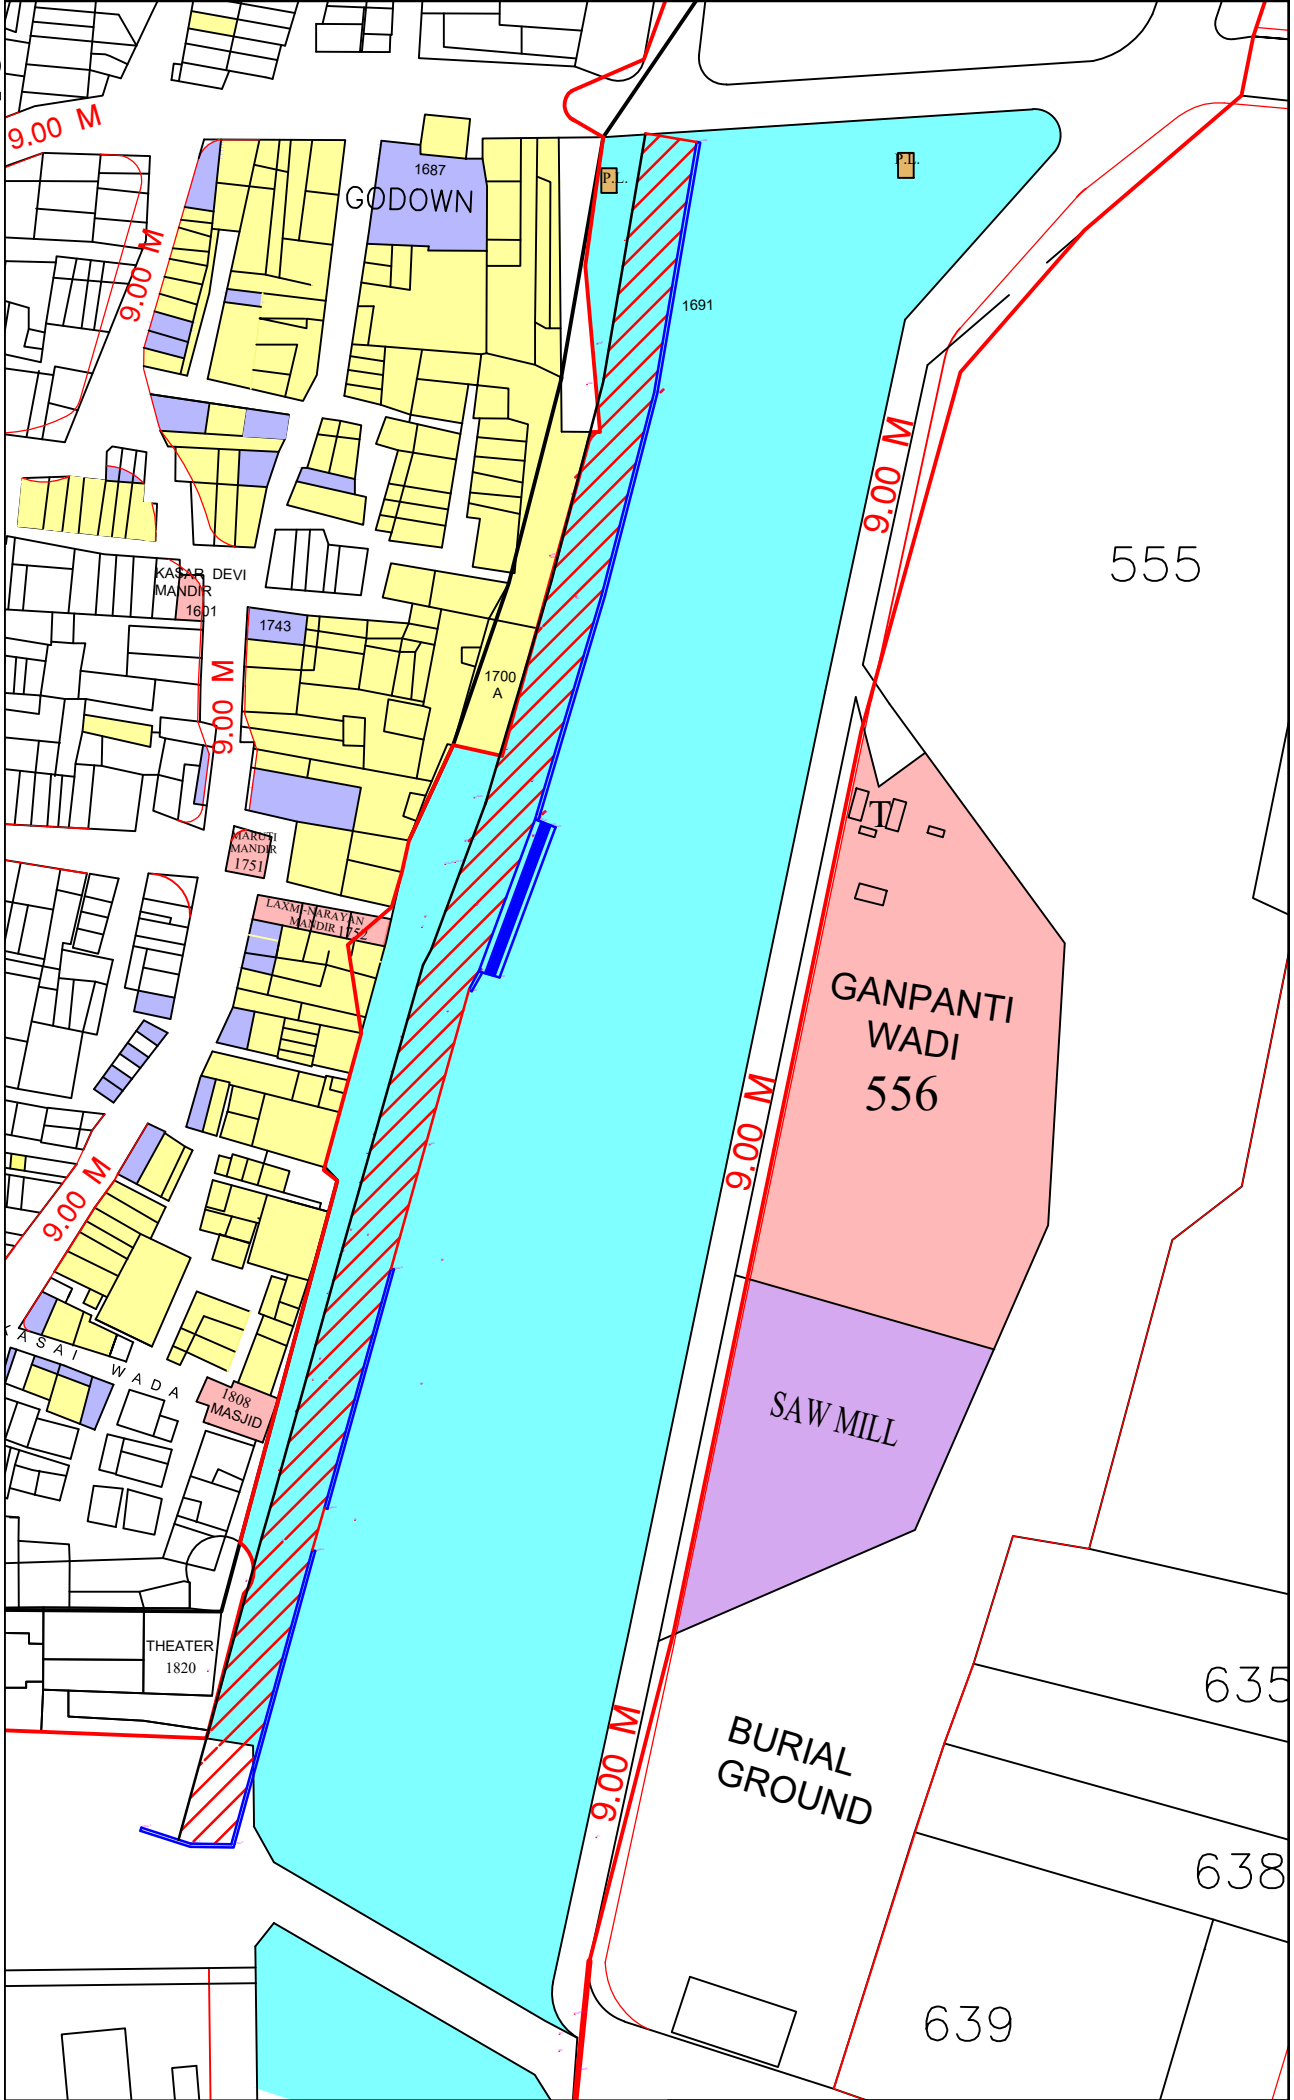 9.00 M
1687
GODOWN
P.L.
P.L.
9.00 M
1691
9.00 M
555
KASAR DEVI
MANDIR
1601
1743
1700
A
9.00 M
T
MARUTI
MANDIR
1751
LAXMI-NARAYAN
MANDIR 1752
GANPANTI
WADI
556
9.00 M
9.00 M
KASAI WADA
1808
MASJID
SAW MILL
THEATER
1820
635
9.00 M
BURIAL
GROUND
638
639